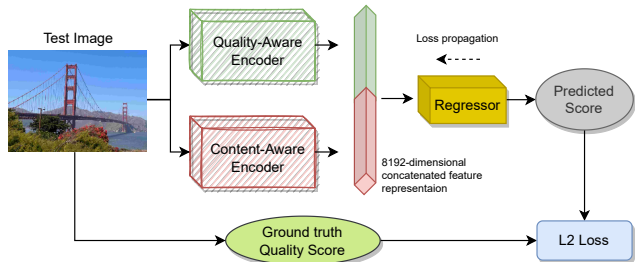 Test Image
Quality-Aware
Encoder
Content-Aware
Encoder
8192-dimensional
concatenated feature
representaion
Loss propagation
Regressor
Predicted
Score
Ground truth
Quality Score
L2 Loss